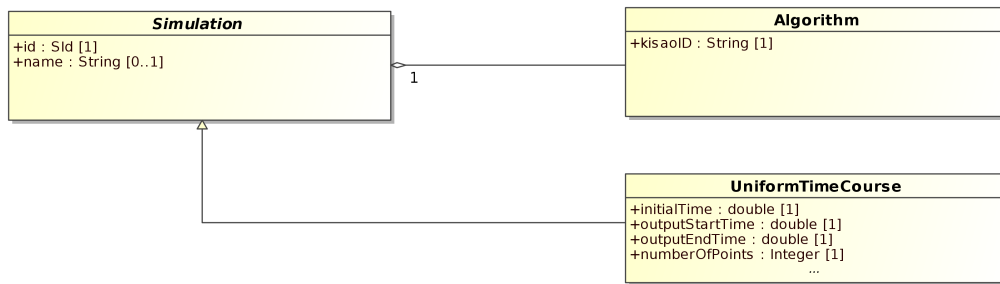 Simulation
+id : SId [1]
+name : String [0..1]
1
Algorithm
+kisaoID : String [1]
UniformTimeCourse
+initialTime : double [1]
+outputStartTime : double [1]
+outputEndTime : double [1]
+numberOfPoints : Integer [1]
...